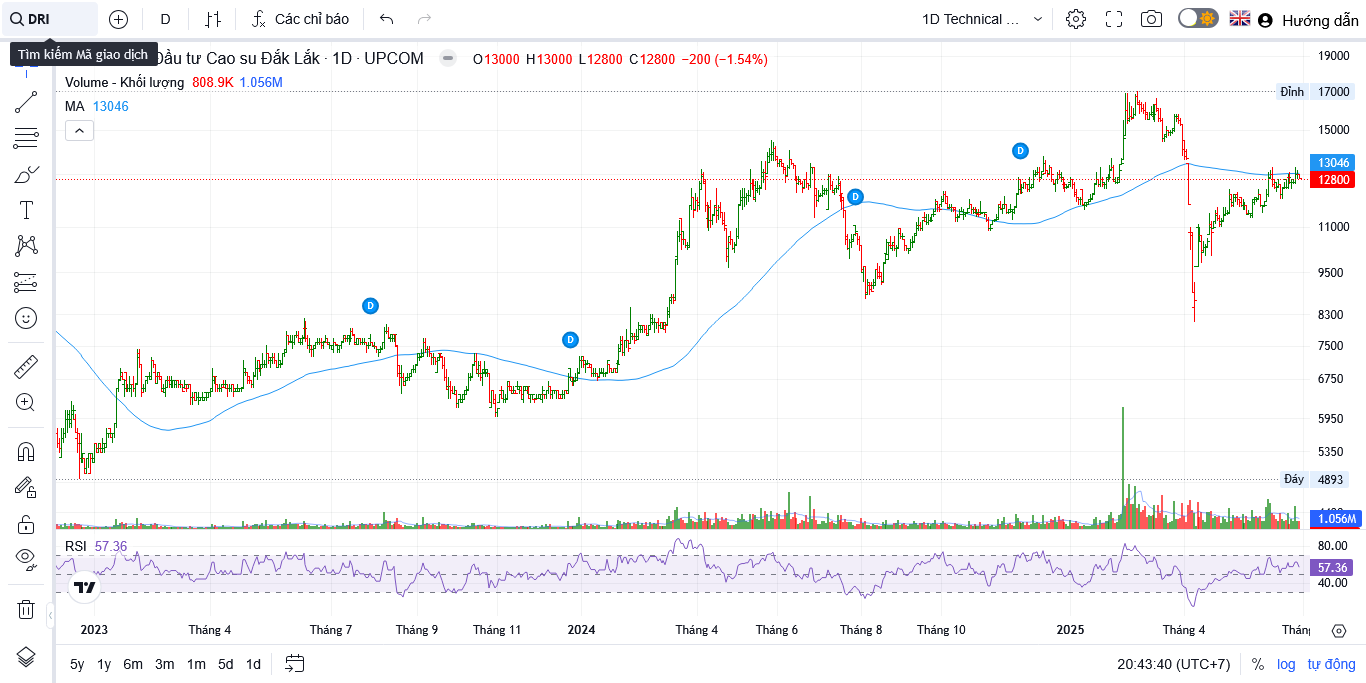 DRI
D
Các chỉ báo
1D Technical ...
Hướng dẫn
Tìm kiếm Mã giao dịch
Đầu tư Cao su Đắk Lắk · 1D · UPCOM
O13000 H13000 L12800 C12800 −200 (−1.54%)
Volume - Khối lượng 808.9K 1.056M
MA 13046
19000
Đỉnh 17000
15000
13046
12800
11000
9500
8300
7500
6750
5950
5350
Đáy 4893
1.056M
D
D
D
D
RSI 57.36
80.00
57.36
40.00
2023 Tháng 4 Tháng 7 Tháng 9 Tháng 11 2024 Tháng 4 Tháng 6 Tháng 8 Tháng 10 2025 Tháng 4 Tháng
5y 1y 6m 3m 1m 5d 1d
20:43:40 (UTC+7) % log tự động